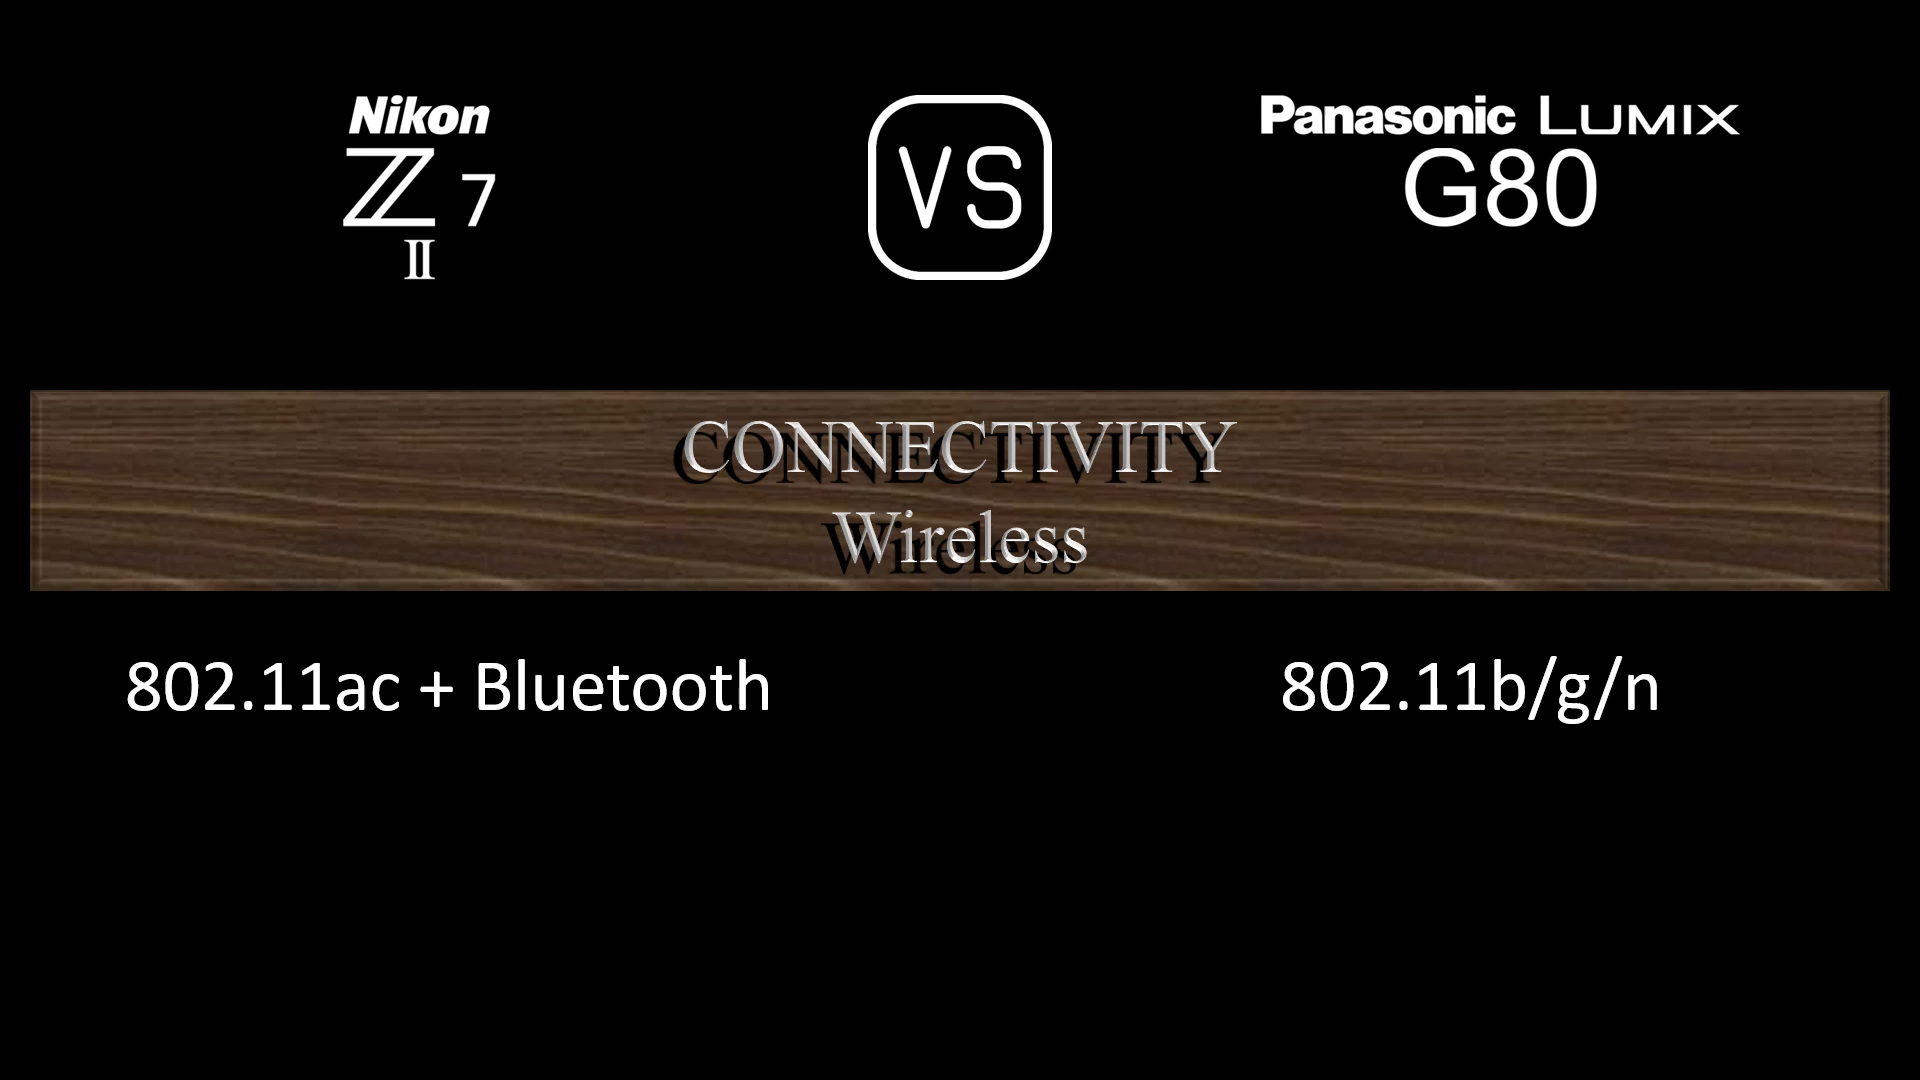 Nikon
Z 7
II
VS
Panasonic LUMIX
G80
CONNECTIVITY
Wireless
802.11ac + Bluetooth
802.11b/g/n